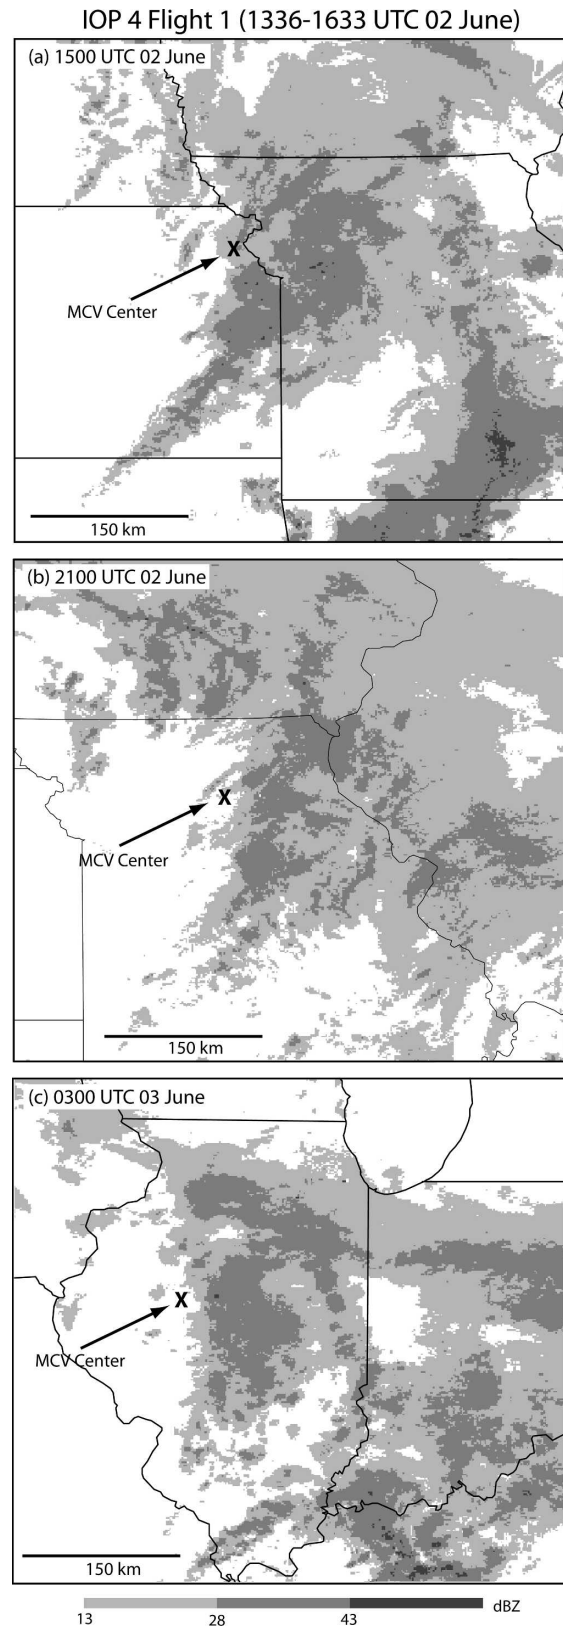 IOP 4 Flight 1 (1336-1633 UTC 02 June)
(a) 1500 UTC 02 June
X
MCV Center
150 km
(b) 2100 UTC 02 June
X
MCV Center
150 km
(c) 0300 UTC 03 June
X
MCV Center
150 km
dBZ
13 28 43